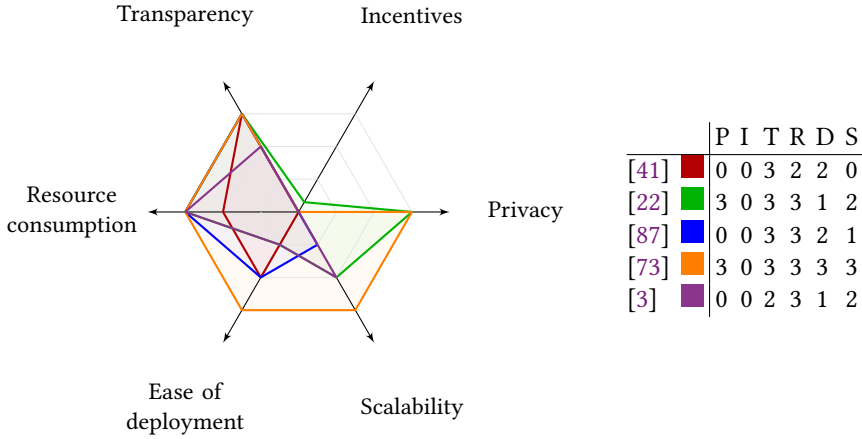 Transparency
Incentives
Resource
consumption
Privacy
Ease of
deployment
Scalability
P I T R D S
[41] 0 0 3 2 2 0
[22] 3 0 3 3 1 2
[87] 0 0 3 3 2 1
[73] 3 0 3 3 3 3
[3] 0 0 2 3 1 2